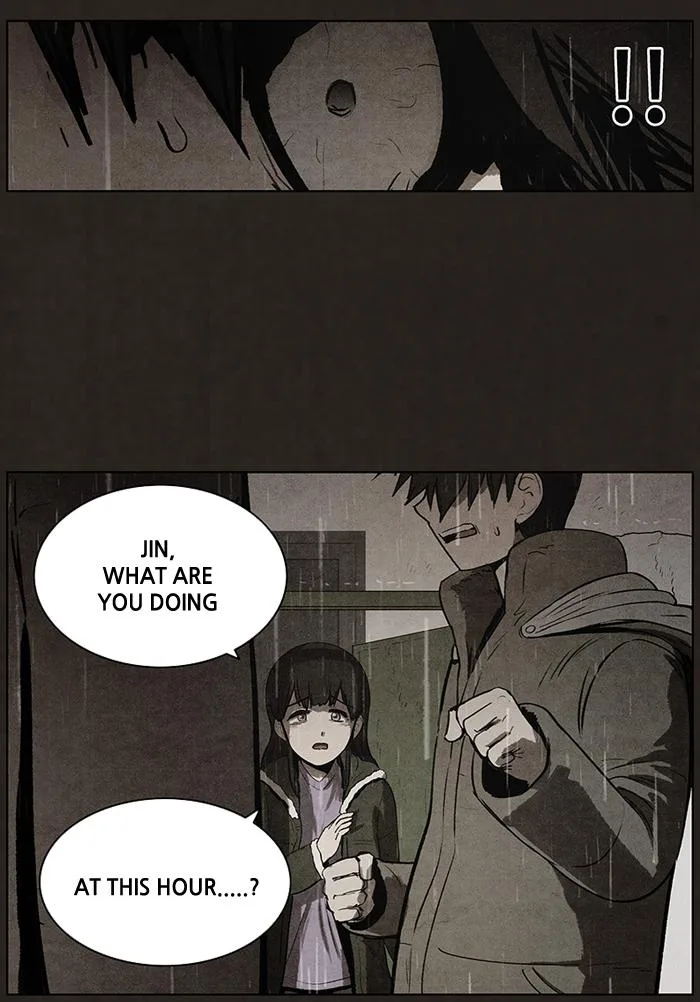 !!
JIN,
WHAT ARE
YOU DOING
AT THIS HOUR.....?